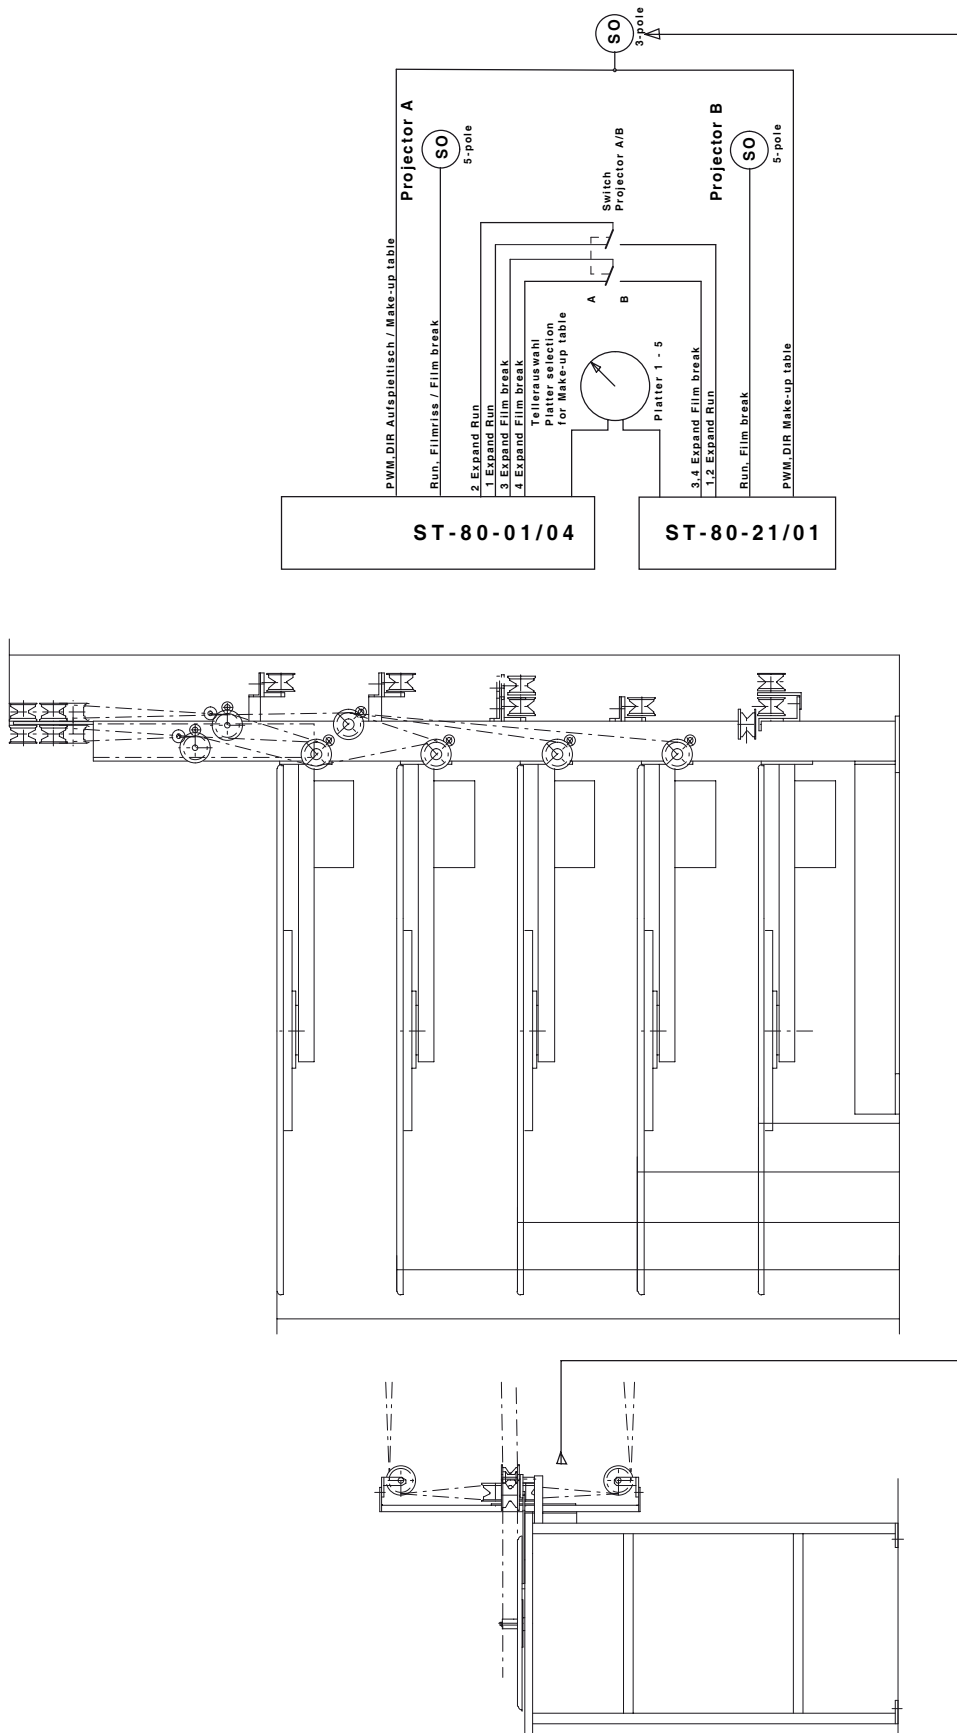 SO
3-pole
Projector A
SO
5-pole
Projector B
SO
5-pole
Switch
Projector A/B
A
B
PWM,DIR Aufspieltisch / Make-up table
Run, Filmriss / Film break
2 Expand Run
1 Expand Run
3 Expand Film break
4 Expand Film break
Tellerauswahl
Platter selection
for Make-up table
Platter 1 - 5
3,4 Expand Film break
1,2 Expand Run
Run, Film break
PWM,DIR Make-up table
ST-80-01/04
ST-80-21/01